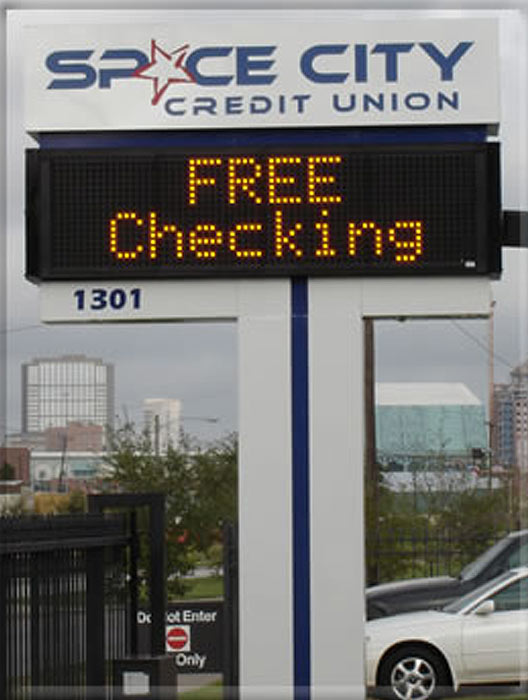 SPACE CITY
CREDIT UNION
FREE
Checking
1301
Do Not Enter
Only